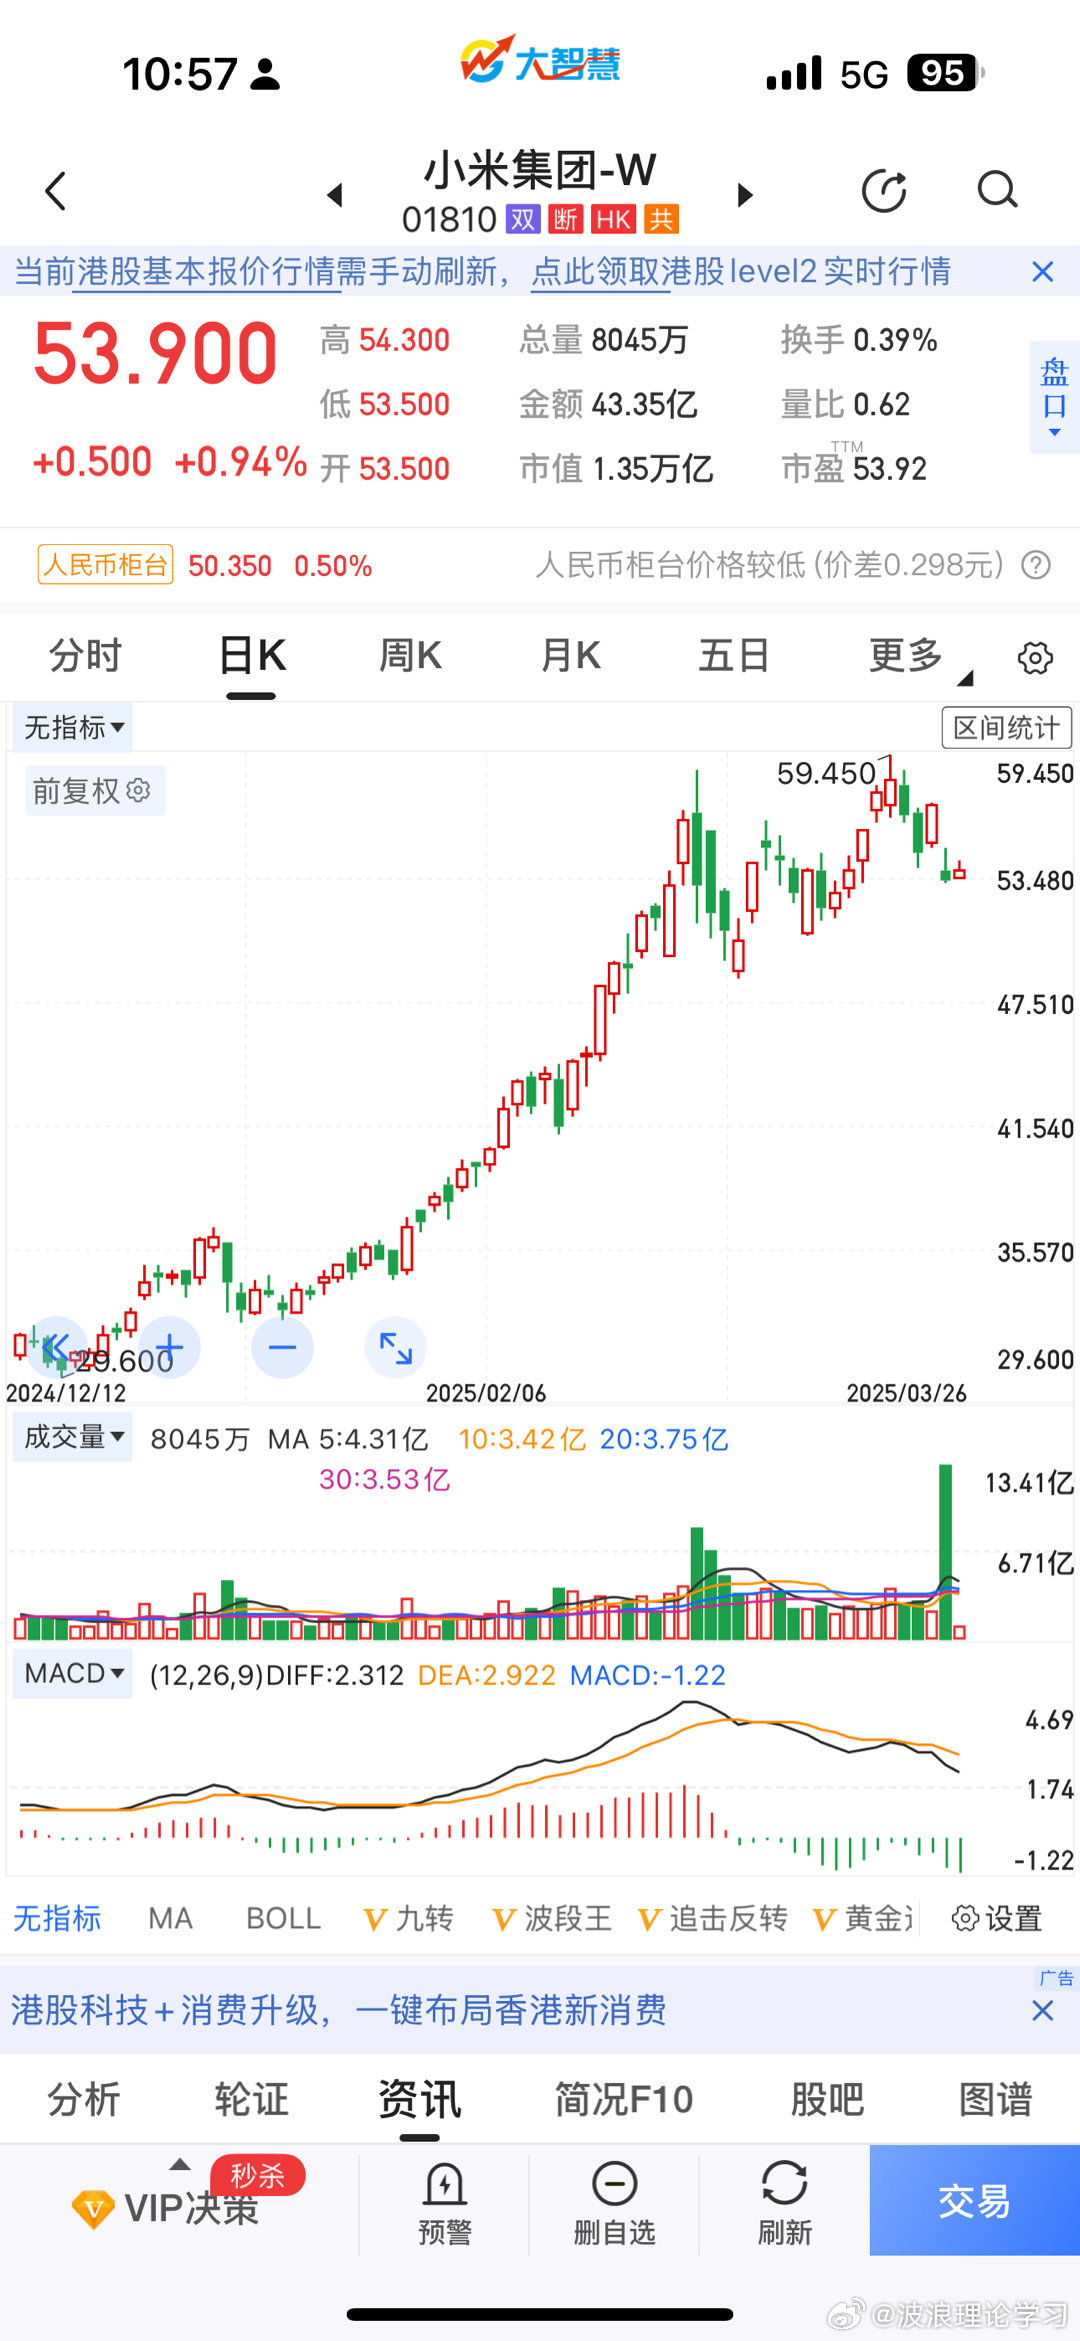 10:57
大智慧
5G 95
小米集团-W
01810 双 断 HK 共
当前港股基本报价行情需手动刷新，点此领取港股level2实时行情
53.900 高 54.300 总量 8045万 换手 0.39%
低 53.500 金额 43.35亿 量比 0.62
+0.500 +0.94% 开 53.500 市值 1.35万亿 市盈TTM 53.92
盘口
人民币柜台 50.350 0.50% 人民币柜台价格较低 (价差0.298元) ?
分时 日K 周K 月K 五日 更多
无指标 区间统计
前复权
59.450 59.450
53.480
47.510
41.540
35.570
29.600 29.600
2024/12/12 2025/02/06 2025/03/26
成交量 8045万 MA 5:4.31亿 10:3.42亿 20:3.75亿
30:3.53亿
13.41亿
6.71亿
MACD (12,26,9)DIFF:2.312 DEA:2.922 MACD:-1.22
4.69
1.74
-1.22
无指标 MA BOLL V九转 V波段王 V追击反转 V黄金 设置
广告
港股科技+消费升级，一键布局香港新消费
分析 轮证 资讯 简况F10 股吧 图谱
秒杀
VIP决策 预警 删自选 刷新 交易
@波浪理论学习